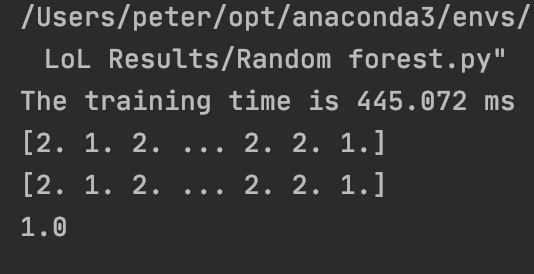 /Users/peter/opt/anaconda3/envs/
LoL Results/Random forest.py"
The training time is 445.072 ms
[2. 1. 2. ... 2. 2. 1.]
[2. 1. 2. ... 2. 2. 1.]
1.0